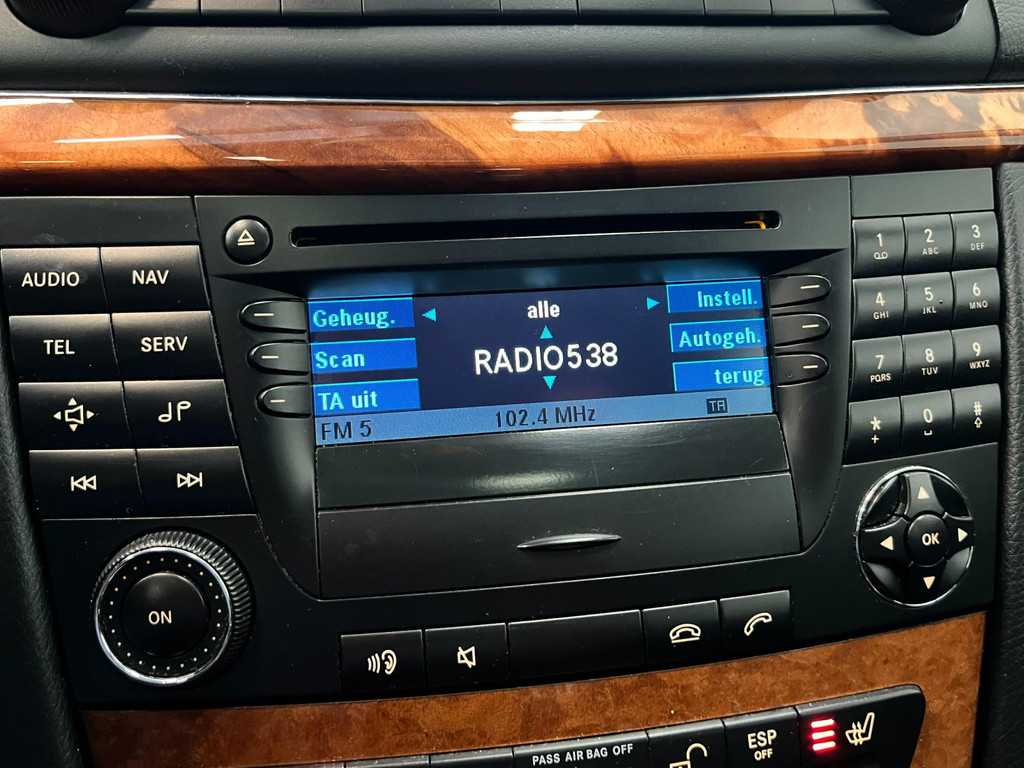 AUDIO
NAV
TEL
SERV
ON
Geheug.
Scan
TA uit
FM 5
alle
RADIO538
102.4 MHz
TA
Instell.
Autogeh.
terug
1
2 ABC
3 DEF
4 GHI
5 JKL
6 MNO
7 PQRS
8 TUV
9 WXYZ
*
+
0
#
OK
PASS AIR BAG OFF
ESP
OFF